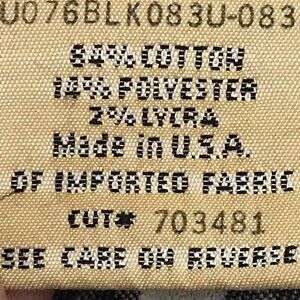 U076BLK083U-083
84% COTTON
14% POLYESTER
2% LYCRA
Made in U.S.A.
OF IMPORTED FABRIC
CUT# 703481
SEE CARE ON REVERSE